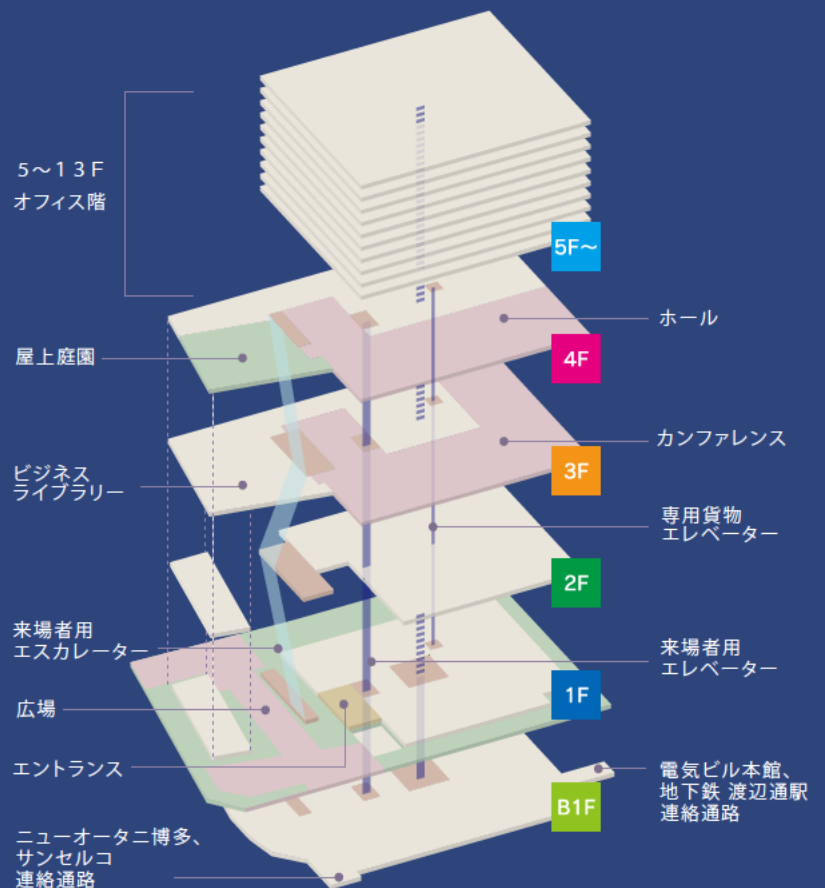 5～13F
オフィス階
5F～
ホール
4F
屋上庭園
カンファレンス
3F
ビジネス
ライブラリー
専用貨物
エレベーター
2F
来場者用
エスカレーター
来場者用
エレベーター
1F
広場
エントランス
電気ビル本館、
地下鉄 渡辺通駅
連絡通路
B1F
ニューオータニ博多、
サンセルコ
連絡通路